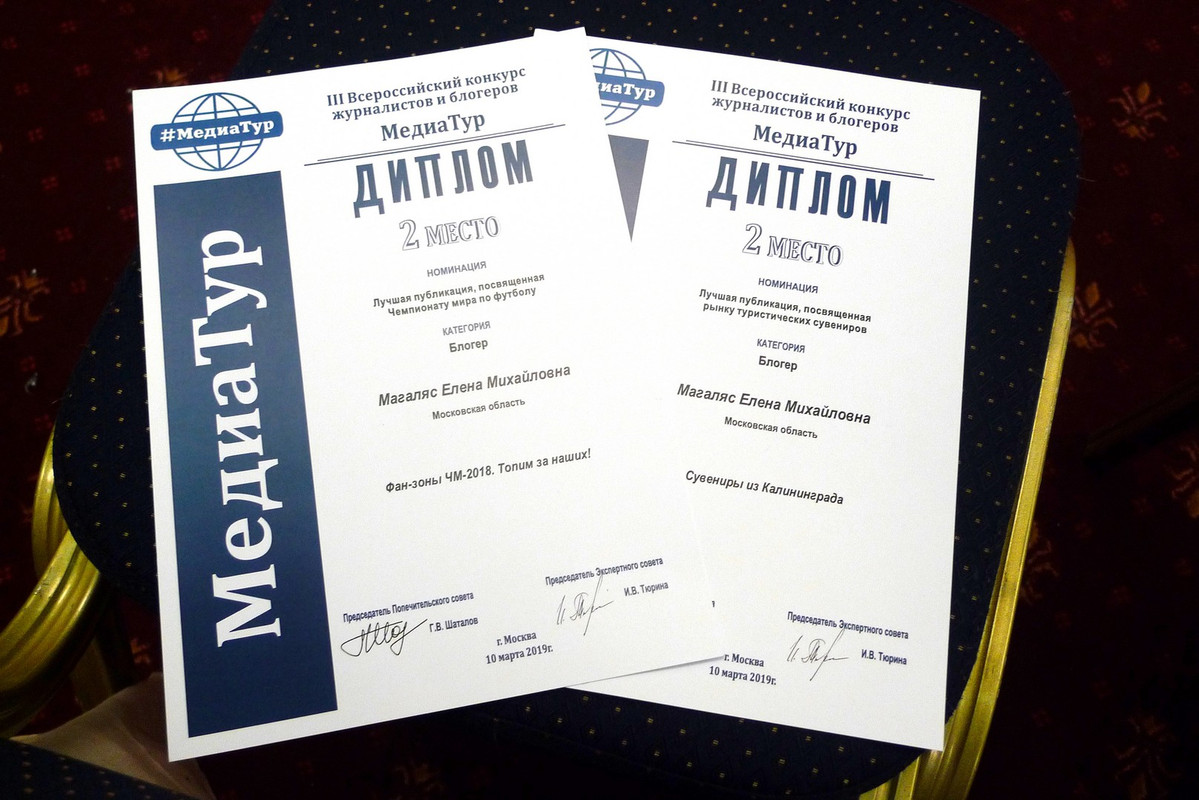 #МедиаТур
III Всероссийский конкурс
журналистов и блогеров
МедиаТур
ДИПЛОМ
2 МЕСТО
НОМИНАЦИЯ
Лучшая публикация, посвященная
Чемпионату мира по футболу
КАТЕГОРИЯ
Блогер
Магаляс Елена Михайловна
Московская область
Фан-зоны ЧМ-2018. Топим за наших!
Председатель Попечительского совета
Г.В. Шаталов
Председатель Экспертного совета
И.В. Тюрина
г. Москва
10 марта 2019г.
МедиаТур
диаТур
III Всероссийский конкурс
журналистов и блогеров
МедиаТур
ДИПЛОМ
2 МЕСТО
НОМИНАЦИЯ
Лучшая публикация, посвященная
рынку туристических сувениров
КАТЕГОРИЯ
Блогер
Магаляс Елена Михайловна
Московская область
Сувениры из Калининграда
Председатель Экспертного совета
И.В. Тюрина
г. Москва
10 марта 2019г.